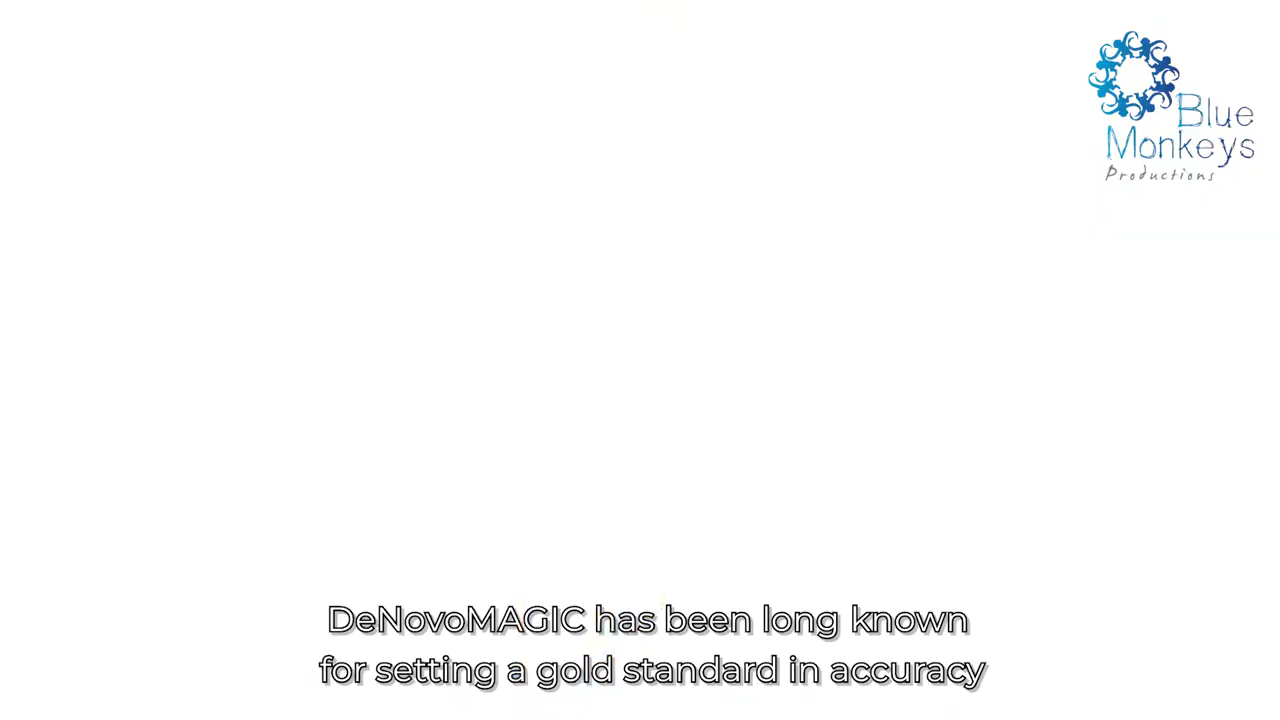 Blue
Monkeys
Productions
DeNovoMAGIC has been long known
for setting a gold standard in accuracy